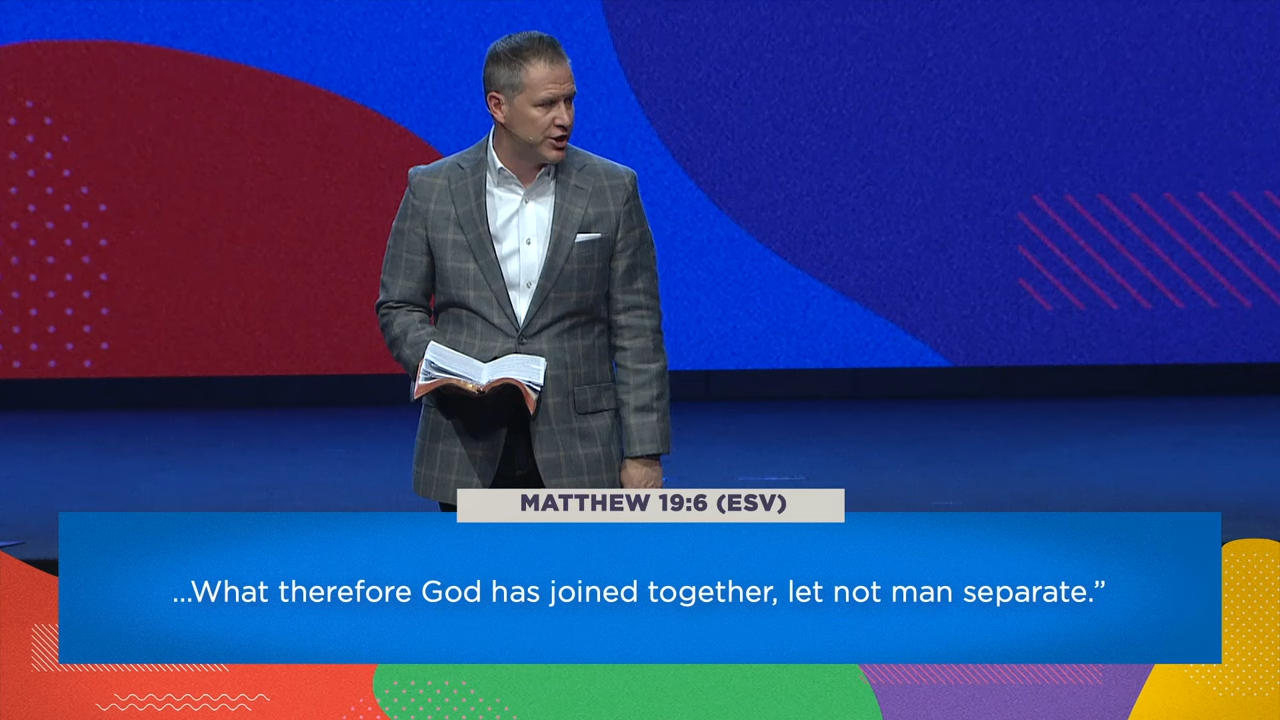 MATTHEW 19:6 (ESV)
...What therefore God has joined together, let not man separate.”